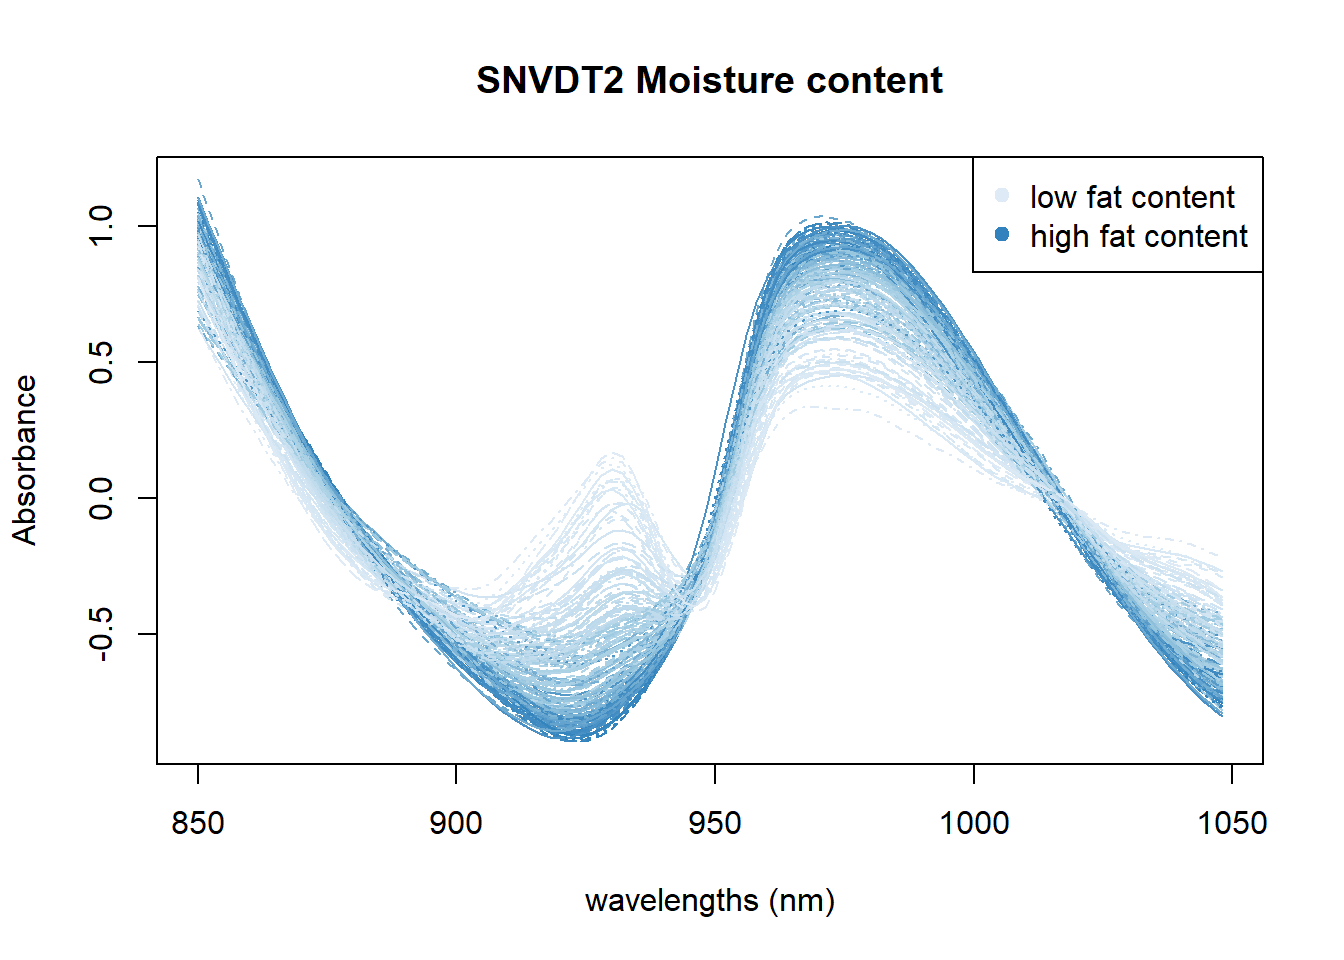 SNVDT2 Moisture content
low fat content
high fat content
Absorbance
1.0
0.5
0.0
-0.5
850 900 950 1000 1050
wavelengths (nm)